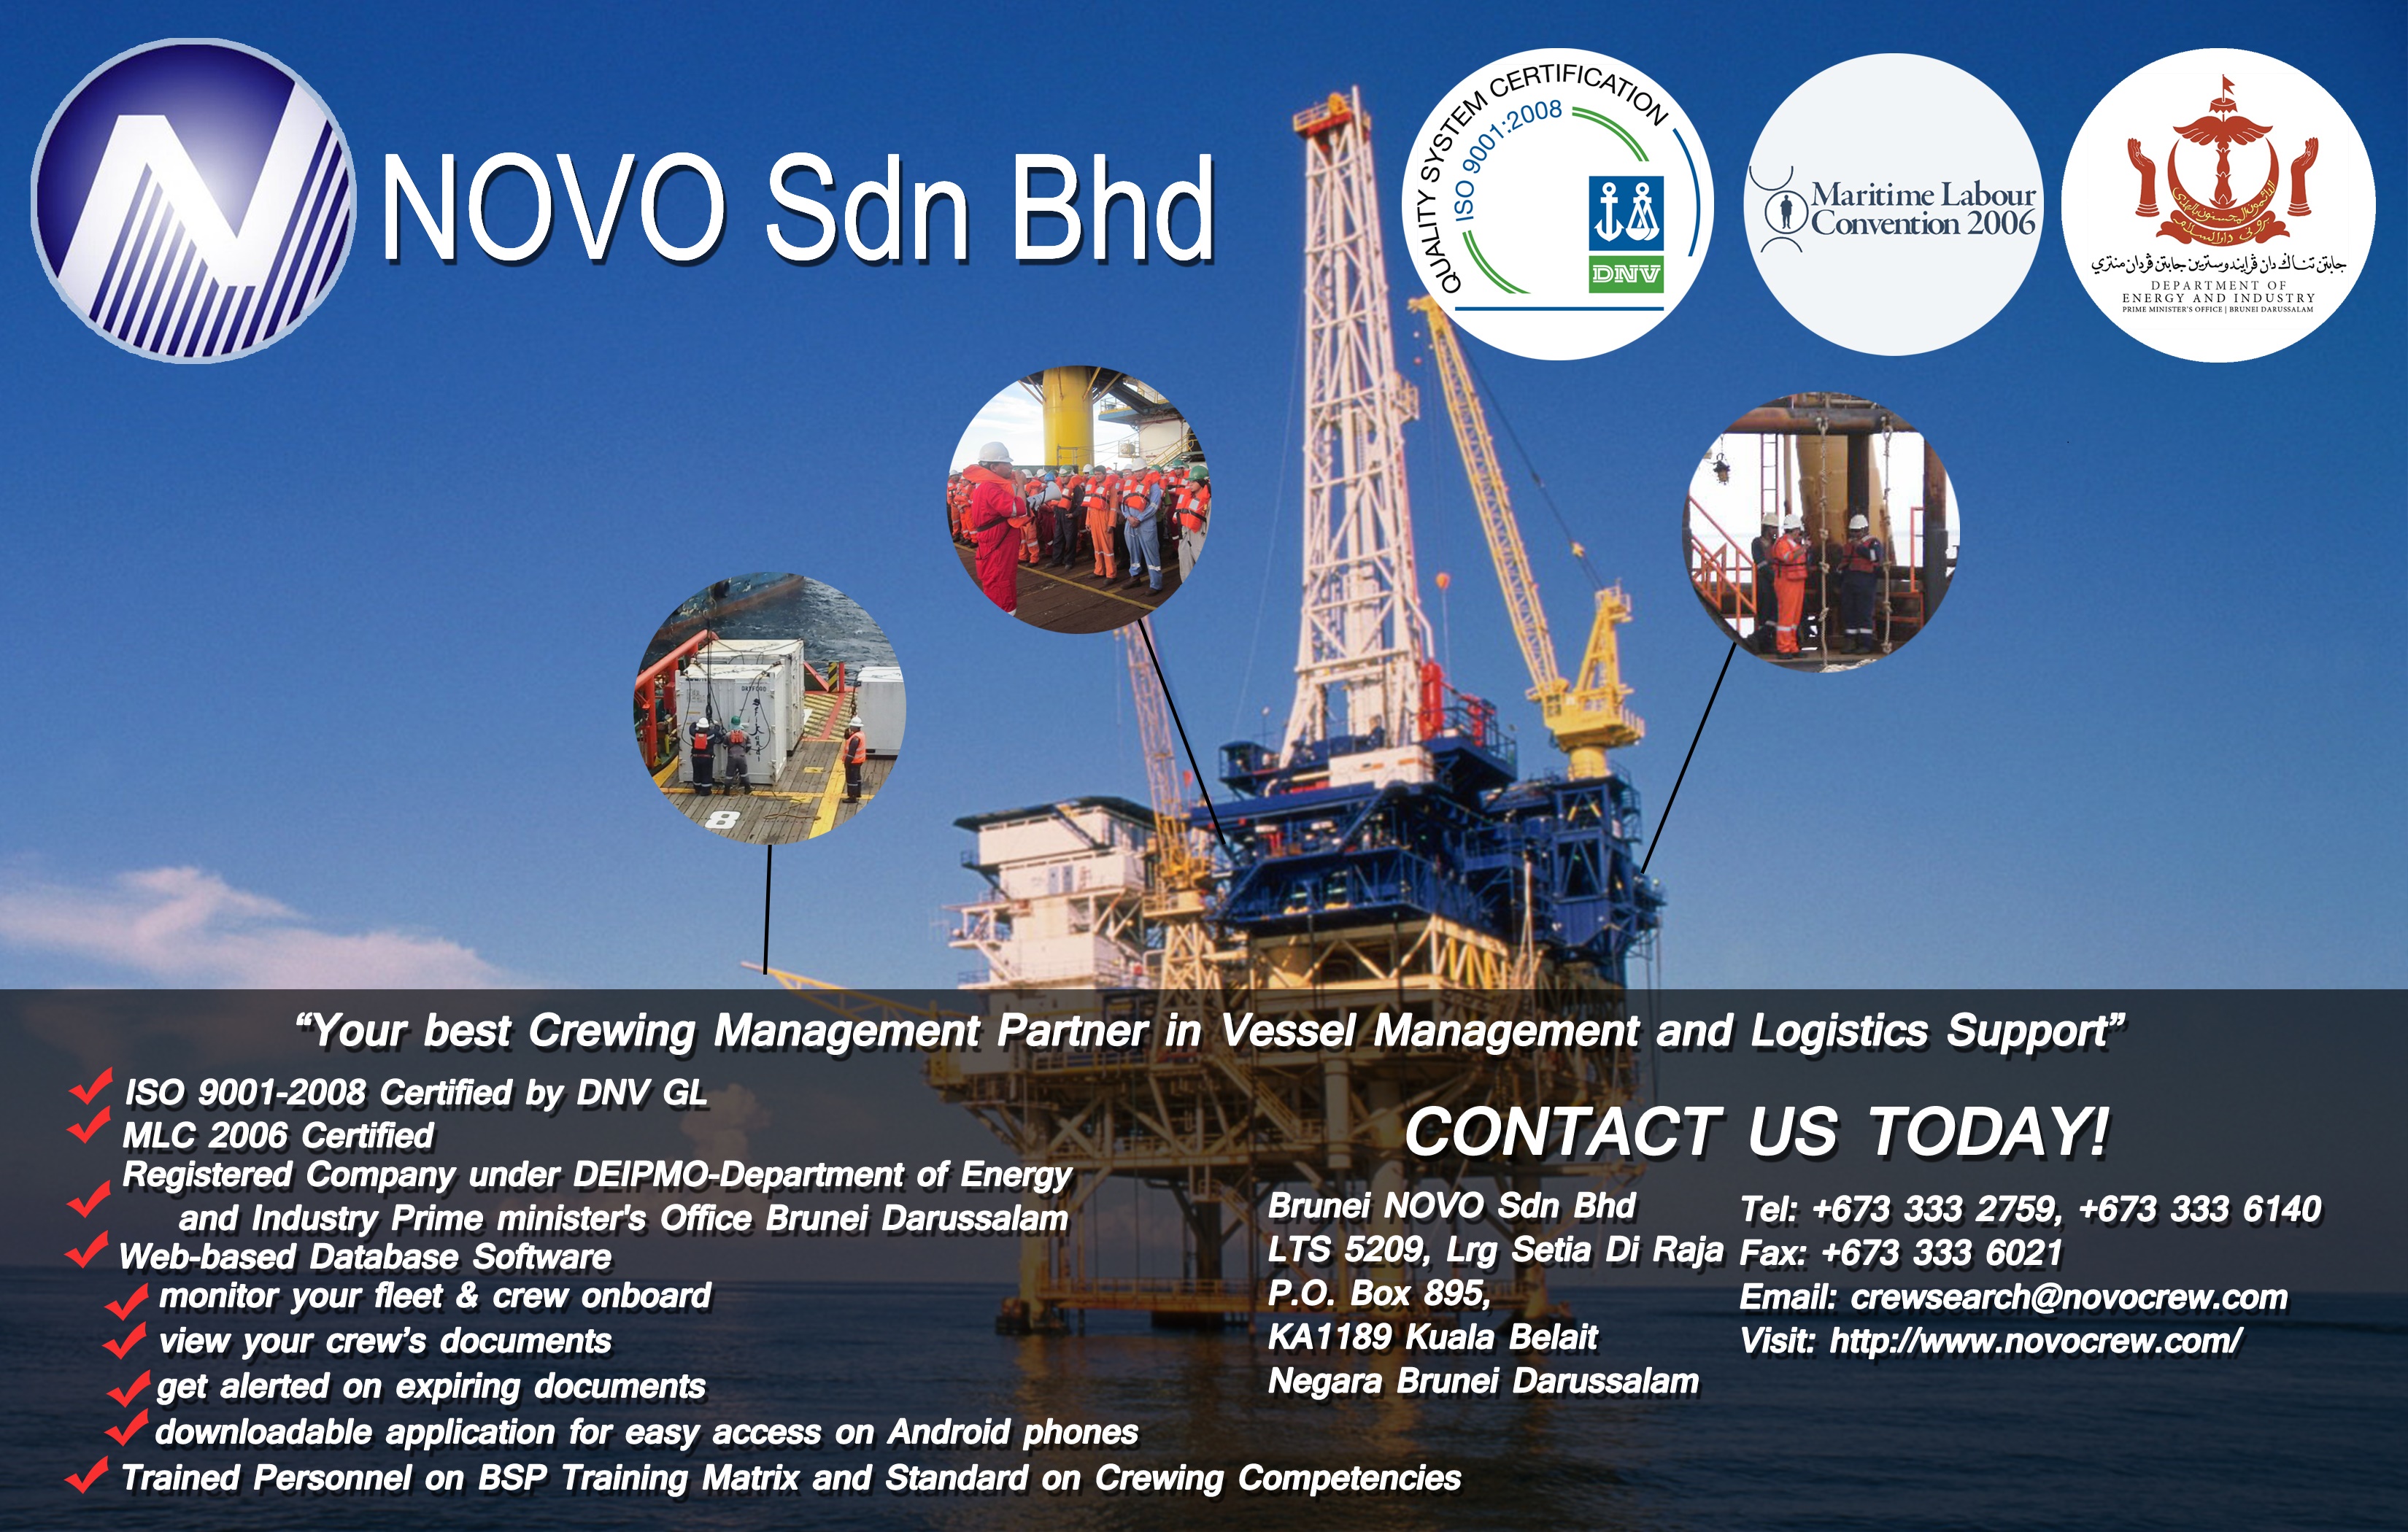 NOVO Sdn Bhd
QUALITY SYSTEM CERTIFICATION
ISO 9001:2008
DNV
Maritime Labour
Convention 2006
DEPARTMENT OF
ENERGY AND INDUSTRY
PRIME MINISTER'S OFFICE | BRUNEI DARUSSALAM
8
“Your best Crewing Management Partner in Vessel Management and Logistics Support”
ISO 9001-2008 Certified by DNV GL
MLC 2006 Certified
Registered Company under DEIPMO-Department of Energy
and Industry Prime minister's Office Brunei Darussalam
Web-based Database Software
monitor your fleet & crew onboard
view your crew’s documents
get alerted on expiring documents
downloadable application for easy access on Android phones
Trained Personnel on BSP Training Matrix and Standard on Crewing Competencies
CONTACT US TODAY!
Brunei NOVO Sdn Bhd
LTS 5209, Lrg Setia Di Raja
P.O. Box 895,
KA1189 Kuala Belait
Negara Brunei Darussalam
Tel: +673 333 2759, +673 333 6140
Fax: +673 333 6021
Email: crewsearch@novocrew.com
Visit: http://www.novocrew.com/